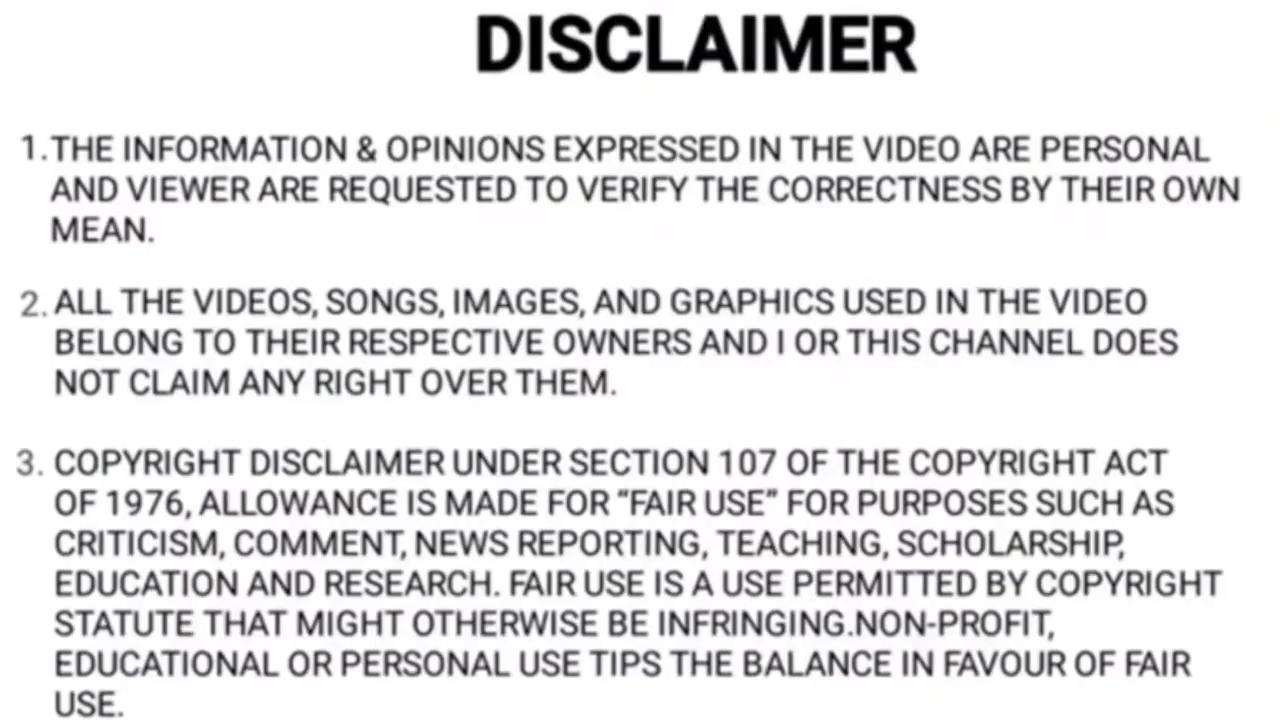 DISCLAIMER
1. THE INFORMATION & OPINIONS EXPRESSED IN THE VIDEO ARE PERSONAL
AND VIEWER ARE REQUESTED TO VERIFY THE CORRECTNESS BY THEIR OWN
MEAN.
2. ALL THE VIDEOS, SONGS, IMAGES, AND GRAPHICS USED IN THE VIDEO
BELONG TO THEIR RESPECTIVE OWNERS AND I OR THIS CHANNEL DOES
NOT CLAIM ANY RIGHT OVER THEM.
3. COPYRIGHT DISCLAIMER UNDER SECTION 107 OF THE COPYRIGHT ACT
OF 1976, ALLOWANCE IS MADE FOR “FAIR USE” FOR PURPOSES SUCH AS
CRITICISM, COMMENT, NEWS REPORTING, TEACHING, SCHOLARSHIP,
EDUCATION AND RESEARCH. FAIR USE IS A USE PERMITTED BY COPYRIGHT
STATUTE THAT MIGHT OTHERWISE BE INFRINGING.NON-PROFIT,
EDUCATIONAL OR PERSONAL USE TIPS THE BALANCE IN FAVOUR OF FAIR
USE.